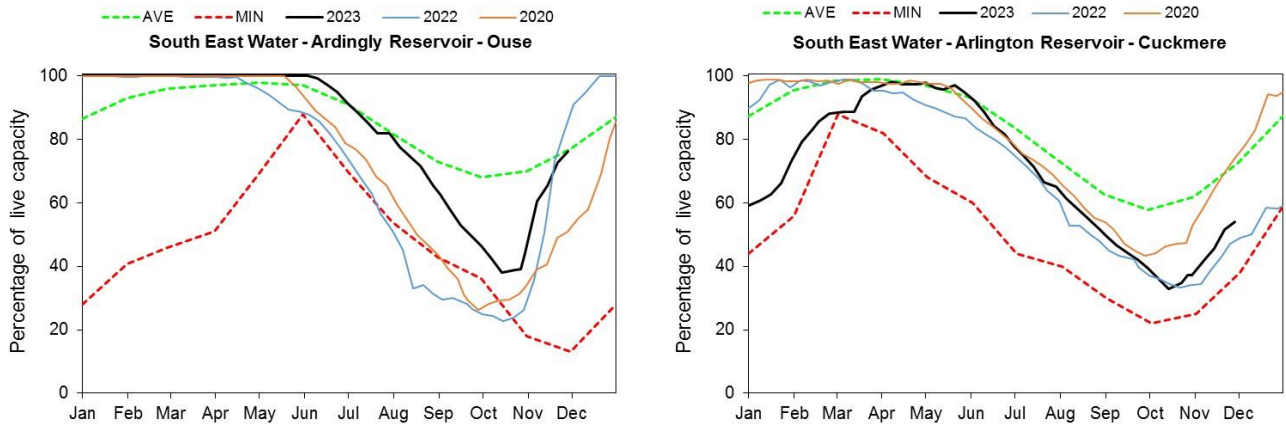 AVE MIN 2023 2022 2020
South East Water - Ardingly Reservoir - Ouse
Percentage of live capacity
100
80
60
40
20
0
Jan Feb Mar Apr May Jun Jul Aug Sep Oct Nov Dec
AVE MIN 2023 2022 2020
South East Water - Arlington Reservoir - Cuckmere
Percentage of live capacity
100
80
60
40
20
0
Jan Feb Mar Apr May Jun Jul Aug Sep Oct Nov Dec